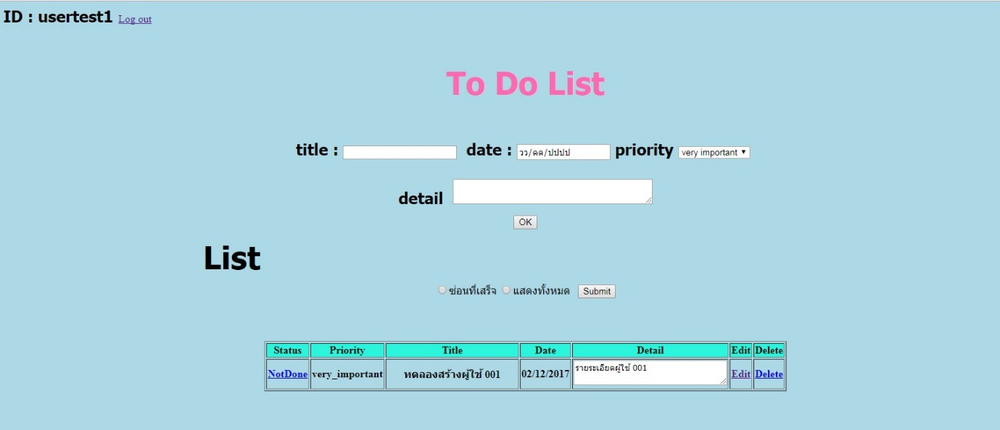 ID : usertest1 Log out
To Do List
title : date : วว/ดด/ปปปป priority very important
detail
OK
List
ซ่อนที่เสร็จ แสดงทั้งหมด Submit
Status Priority Title Date Detail Edit Delete
NotDone very_important ทดลองสร้างผู้ใช้ 001 02/12/2017 รายระเอียดผู้ใช้ 001 Edit Delete